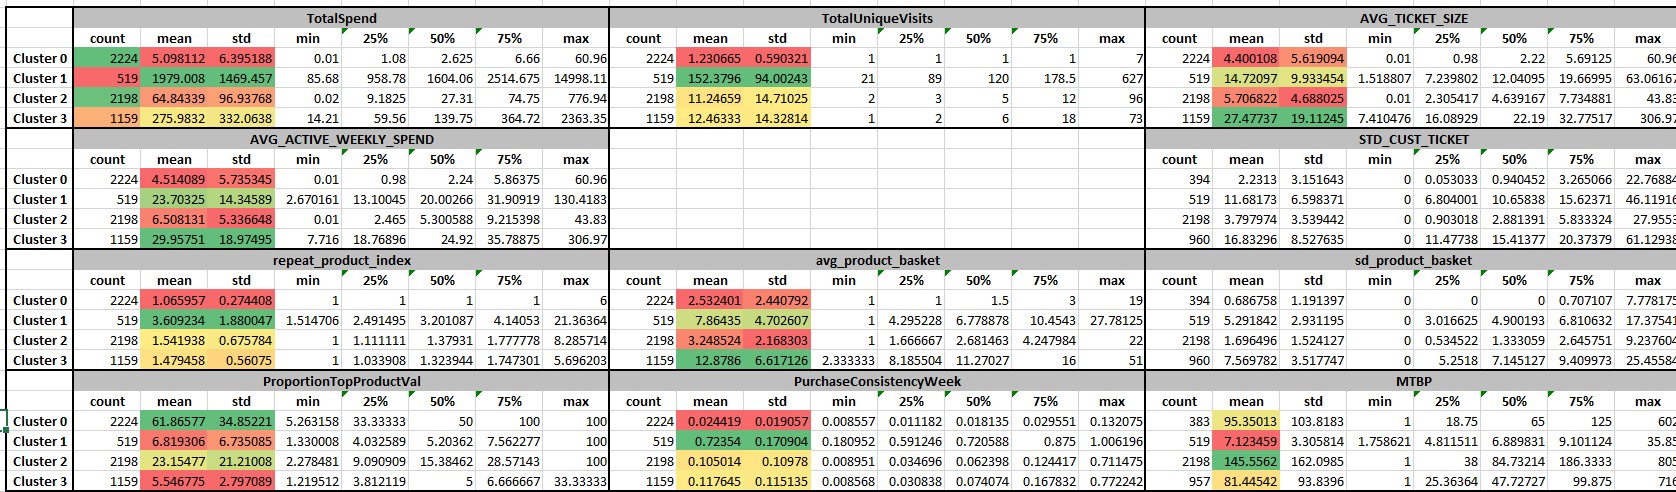 TotalSpend TotalUniqueVisits AVG_TICKET_SIZE
count mean std min 25% 50% 75% max count mean std min 25% 50% 75% max count mean std min 25% 50% 75% max
Cluster 0 2224 5.098112 6.395188 0.01 1.08 2.625 6.66 60.96 2224 1.230665 0.590321 1 1 1 1 7 2224 4.400108 5.619094 0.01 0.98 2.22 5.69125 60.96
Cluster 1 519 1979.008 1469.457 85.68 958.78 1604.06 2514.675 14998.11 519 152.3796 94.00243 21 89 120 178.5 627 519 14.72097 9.933454 1.518807 7.239802 12.04095 19.66995 63.06167
Cluster 2 2198 64.84339 96.93768 0.02 9.1825 27.31 74.75 776.94 2198 11.24659 14.71025 2 3 5 12 96 2198 5.706822 4.688025 0.01 2.305417 4.639167 7.734881 43.83
Cluster 3 1159 275.9832 332.0638 14.21 59.56 139.75 364.72 2363.35 1159 12.46333 14.32814 1 2 6 18 73 1159 27.47737 19.11245 7.410476 16.08929 22.19 32.77517 306.97
AVG_ACTIVE_WEEKLY_SPEND STD_CUST_TICKET
count mean std min 25% 50% 75% max count mean std min 25% 50% 75% max
Cluster 0 2224 4.514089 5.735345 0.01 0.98 2.24 5.86375 60.96 394 2.2313 3.151643 0 0.053033 0.940452 3.265066 22.76884
Cluster 1 519 23.70325 14.34589 2.670161 13.10045 20.00266 31.90919 130.4183 519 11.68173 6.598371 0 6.804001 10.65838 15.62371 46.11916
Cluster 2 2198 6.508131 5.336648 0.01 2.465 5.300588 9.215398 43.83 2198 3.797974 3.539442 0 0.903018 2.881391 5.833324 27.9553
Cluster 3 1159 29.95751 18.97495 7.716 18.76896 24.92 35.78875 306.97 960 16.83296 8.527635 0 11.47738 15.41377 20.37379 61.12938
repeat_product_index avg_product_basket sd_product_basket
count mean std min 25% 50% 75% max count mean std min 25% 50% 75% max count mean std min 25% 50% 75% max
Cluster 0 2224 1.065957 0.274408 1 1 1 1 6 2224 2.532401 2.440792 1 1 1.5 3 19 394 0.686758 1.191397 0 0 0 0.707107 7.778175
Cluster 1 519 3.609234 1.880047 1.514706 2.491495 3.201087 4.14053 21.36364 519 7.86435 4.702607 1 4.295228 6.778878 10.4543 27.78125 519 5.291842 2.931195 0 3.016625 4.900193 6.810632 17.37541
Cluster 2 2198 1.541938 0.675784 1 1.111111 1.37931 1.777778 8.285714 2198 3.248524 2.168303 1 1.666667 2.681463 4.247984 22 2198 1.696496 1.524127 0 0.534522 1.333059 2.645751 9.237604
Cluster 3 1159 1.479458 0.56075 1 1.033908 1.323944 1.747301 5.696203 1159 12.8786 6.617126 2.333333 8.185504 11.27027 16 51 960 7.569782 3.517747 0 5.2518 7.145127 9.409973 25.45584
ProportionTopProductVal PurchaseConsistencyWeek MTBP
count mean std min 25% 50% 75% max count mean std min 25% 50% 75% max count mean std min 25% 50% 75% max
Cluster 0 2224 61.86577 34.85221 5.263158 33.33333 50 100 100 2224 0.024419 0.019057 0.008557 0.011182 0.018135 0.029551 0.132075 383 95.35013 103.8183 1 18.75 65 125 602
Cluster 1 519 6.819306 6.735085 1.330008 4.032589 5.20362 7.562277 100 519 0.72354 0.170904 0.180952 0.591246 0.720588 0.875 1.006196 519 7.123459 3.305814 1.758621 4.811511 6.889831 9.101124 35.85
Cluster 2 2198 23.15477 21.21008 2.278481 9.090909 15.38462 28.57143 100 2198 0.105014 0.10978 0.008951 0.034696 0.062398 0.124417 0.711475 2198 145.5562 162.0985 1 38 84.73214 186.3333 805
Cluster 3 1159 5.546775 2.797089 1.219512 3.812119 5 6.666667 33.33333 1159 0.117645 0.115135 0.008568 0.030838 0.074074 0.167832 0.772242 957 81.44542 93.8396 1 25.36364 47.72727 99.875